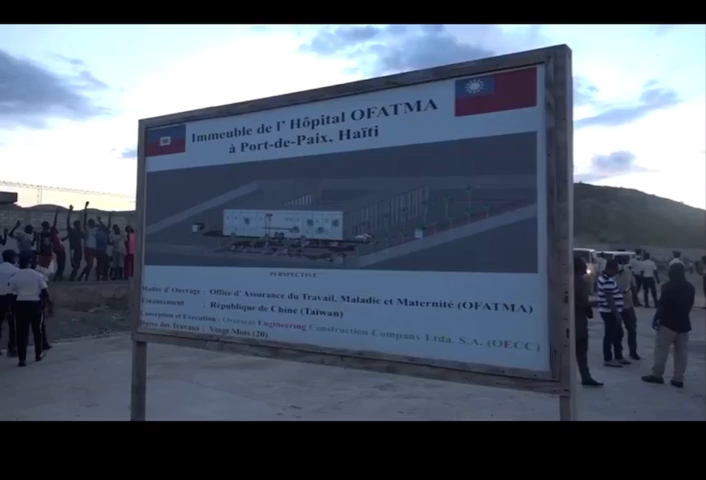 Immeuble de l' Hôpital OFATMA
à Port-de-Paix, Haïti
PERSPECTIVE
Maître d' Ouvrage : Office d' Assurance du Travail, Maladie et Maternité (OFATMA)
Financement : République de Chine (Taïwan)
Conception et Exécution : Overseas Engineering Construction Company Ltda. S.A. (OECC)
Durée des Travaux : Vingt Mois (20)